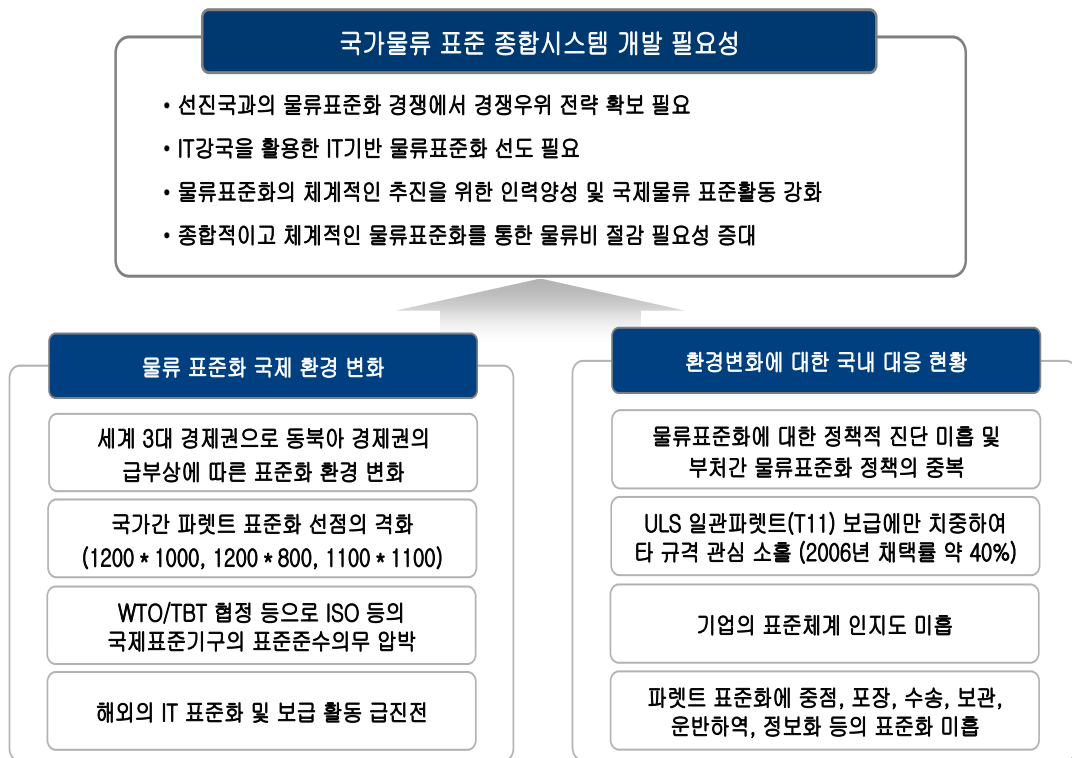 국가물류 표준 종합시스템 개발 필요성
• 선진국과의 물류표준화 경쟁에서 경쟁우위 전략 확보 필요
• IT강국을 활용한 IT기반 물류표준화 선도 필요
• 물류표준화의 체계적인 추진을 위한 인력양성 및 국제물류 표준활동 강화
• 종합적이고 체계적인 물류표준화를 통한 물류비 절감 필요성 증대
물류 표준화 국제 환경 변화
세계 3대 경제권으로 동북아 경제권의
급부상에 따른 표준화 환경 변화
국가간 파렛트 표준화 선점의 격화
(1200 * 1000, 1200 * 800, 1100 * 1100)
WTO/TBT 협정 등으로 ISO 등의
국제표준기구의 표준준수의무 압박
해외의 IT 표준화 및 보급 활동 급진전
환경변화에 대한 국내 대응 현황
물류표준화에 대한 정책적 진단 미흡 및
부처간 물류표준화 정책의 중복
ULS 일관파렛트(T11) 보급에만 치중하여
타 규격 관심 소홀 (2006년 채택률 약 40%)
기업의 표준체계 인지도 미흡
파렛트 표준화에 중점, 포장, 수송, 보관,
운반하역, 정보화 등의 표준화 미흡